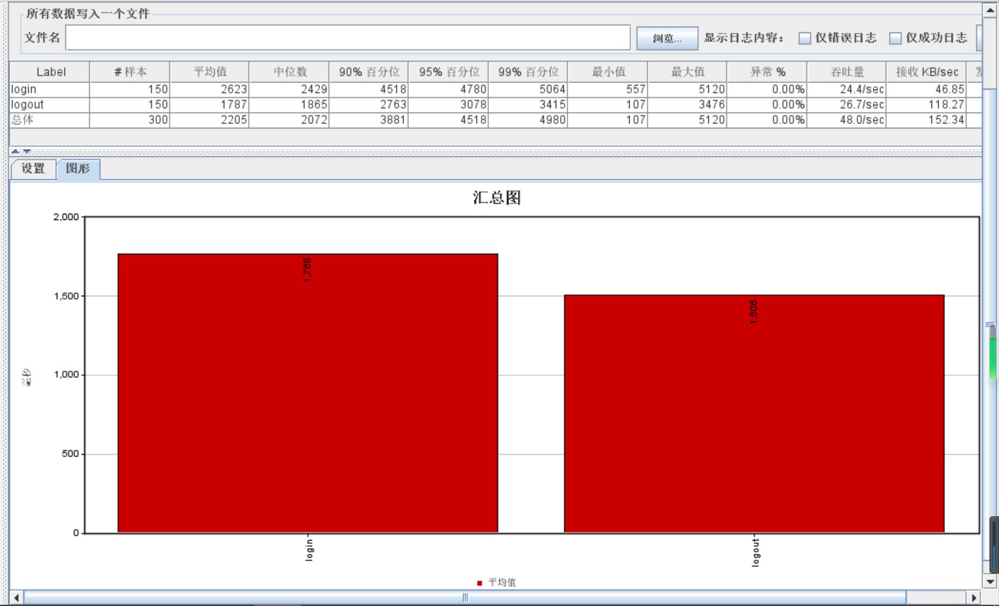 所有数据写入一个文件
文件名 浏览... 显示日志内容： 仅错误日志 仅成功日志
Label # 样本 平均值 中位数 90% 百分位 95% 百分位 99% 百分位 最小值 最大值 异常 % 吞吐量 接收 KB/sec
login 150 2623 2429 4518 4780 5064 557 5120 0.00% 24.4/sec 46.85
logout 150 1787 1865 2763 3078 3415 107 3476 0.00% 26.7/sec 118.27
总体 300 2205 2072 3881 4518 4980 107 5120 0.00% 48.0/sec 152.34
设置 图形
汇总图
2,000
1,768
1,500
1,506
1,000
毫秒
500
0
login logout
平均值